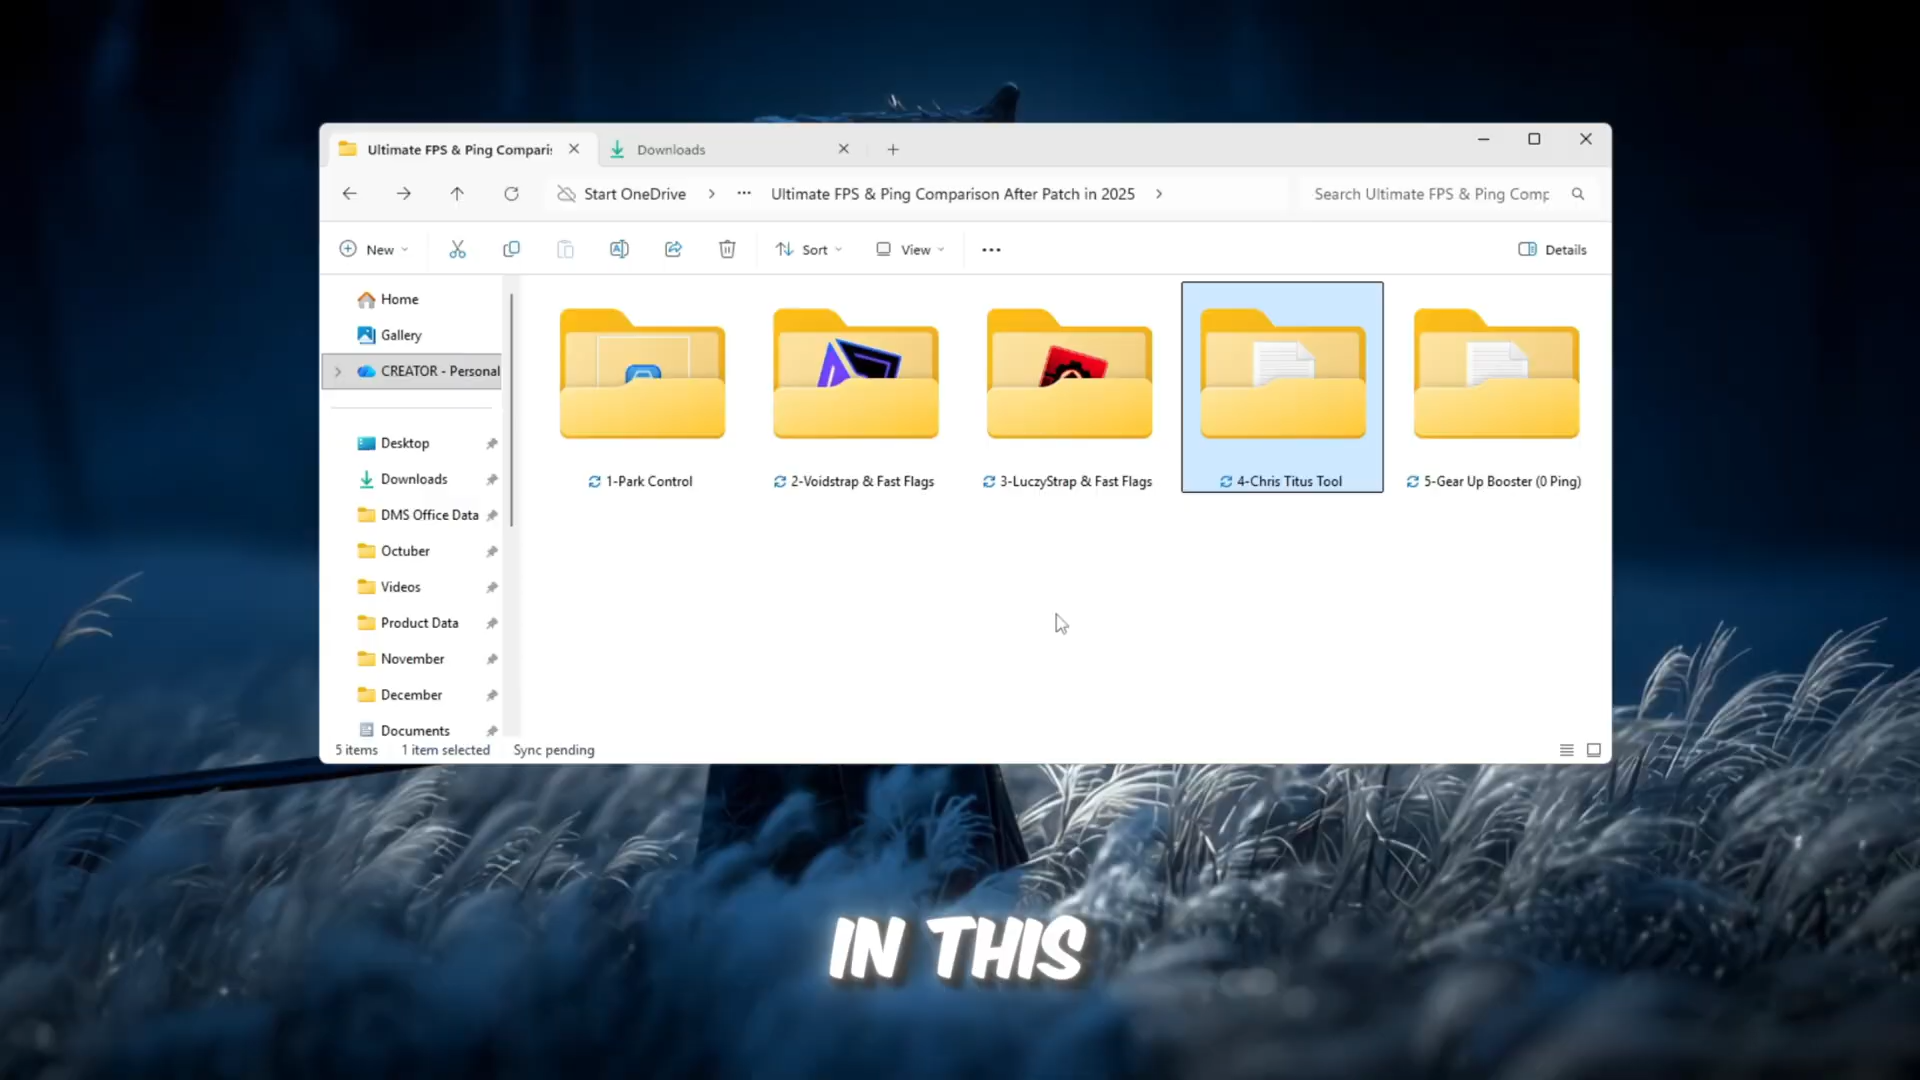 Ultimate FPS & Ping Comparis
Downloads
Start OneDrive
Ultimate FPS & Ping Comparison After Patch in 2025
Search Ultimate FPS & Ping Comp
New
Sort
View
Details
Home
Gallery
CREATOR - Personal
Desktop
Downloads
DMS Office Data
Octuber
Videos
Product Data
November
December
Documents
1-Park Control
2-Voidstrap & Fast Flags
3-LuczyStrap & Fast Flags
4-Chris Titus Tool
5-Gear Up Booster (0 Ping)
5 items
1 item selected
Sync pending
IN THIS